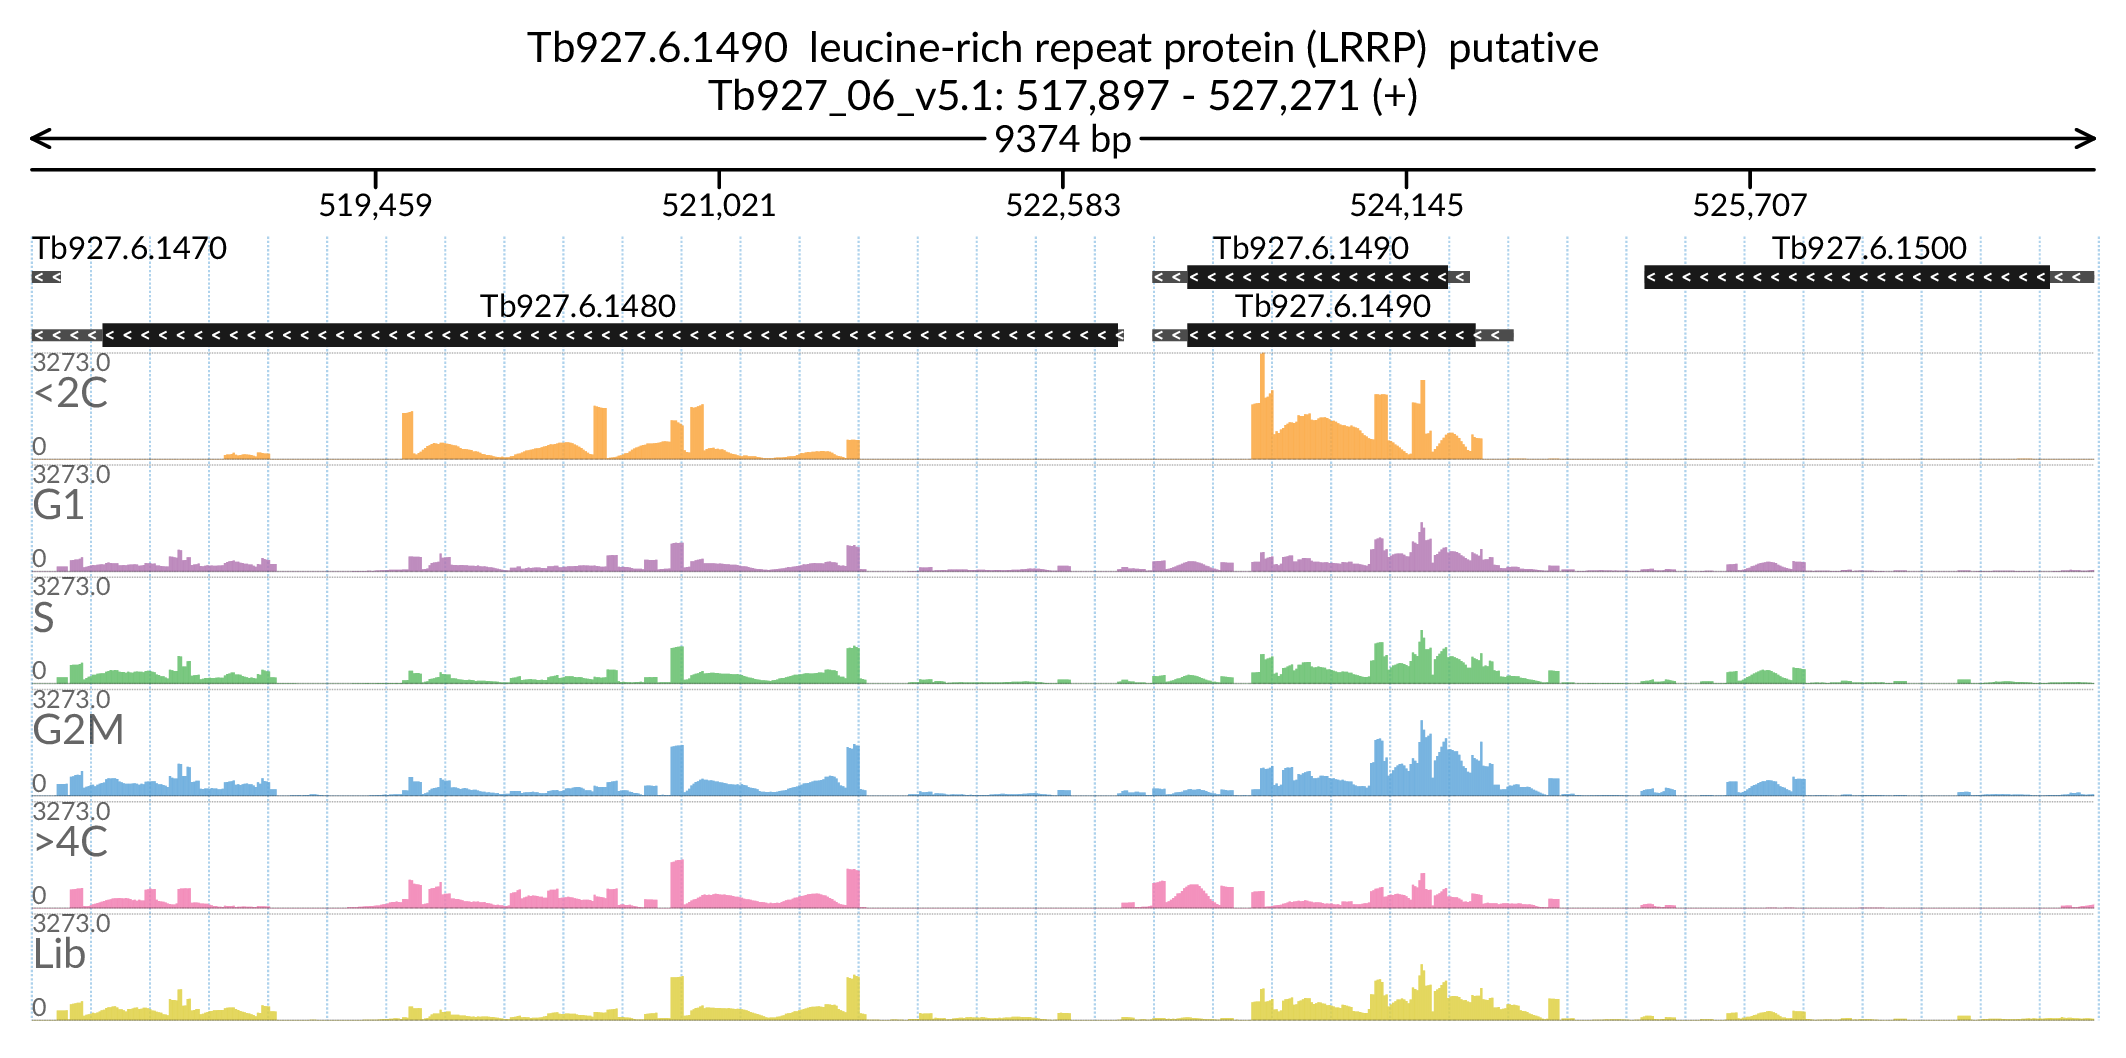 Tb927.6.1490 leucine-rich repeat protein (LRRP) putative
Tb927_06_v5.1: 517,897 - 527,271 (+)
9374 bp
519,459 521,021 522,583 524,145 525,707
Tb927.6.1470 Tb927.6.1490 Tb927.6.1500
Tb927.6.1480 Tb927.6.1490
3273.0
<2C
0
3273.0
G1
0
3273.0
S
0
3273.0
G2M
0
3273.0
>4C
0
3273.0
Lib
0